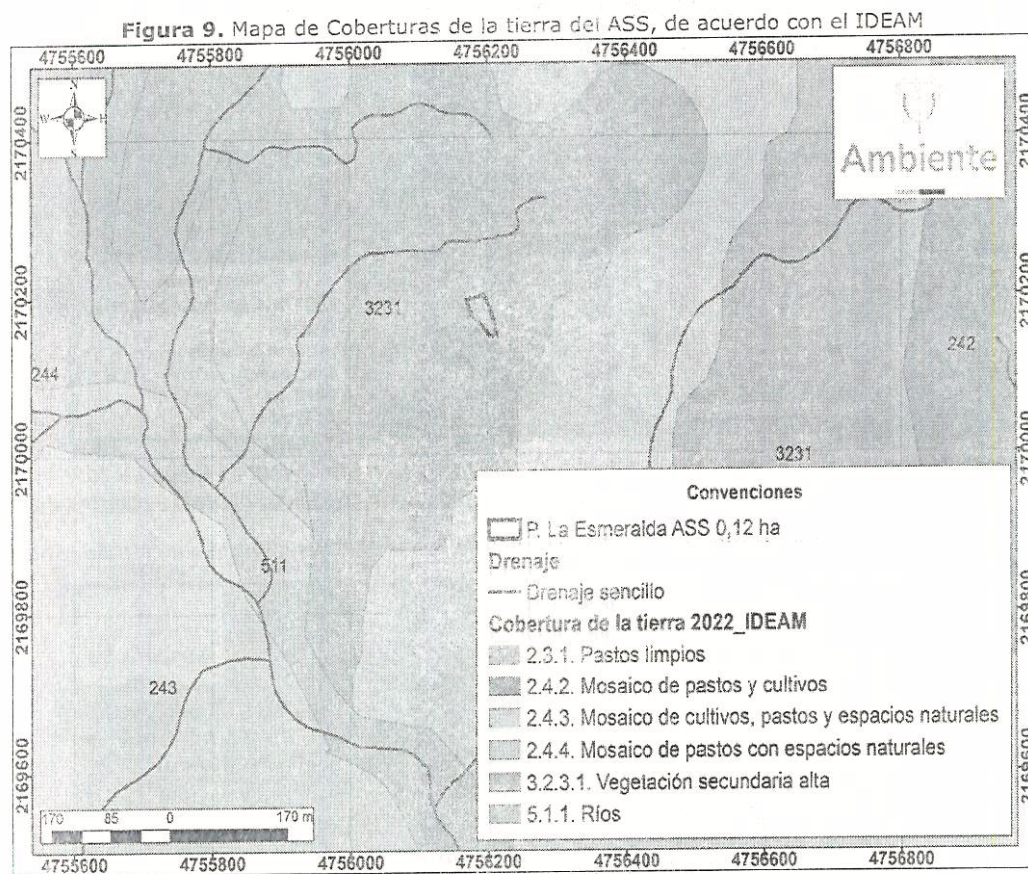 Figura 9. Mapa de Coberturas de la tierra del ASS, de acuerdo con el IDEAM
4755600 4755800 4756000 4756200 4756400 4756600 4756800
2170400 2170400
Ambiente
2170200 2170200
3231
242
244
2170000 2170000
3231
511
2169800 2169800
243
2169600 2169600
Convenciones
P. La Esmeralda ASS 0,12 ha
Drenaje
Drenaje sencillo
Cobertura de la tierra 2022_IDEAM
2.3.1. Pastos limpios
2.4.2. Mosaico de pastos y cultivos
2.4.3. Mosaico de cultivos, pastos y espacios naturales
2.4.4. Mosaico de pastos con espacios naturales
3.2.3.1. Vegetación secundaria alta
5.1.1. Ríos
170 85 0 170 m
4755600 4755800 4756000 4756200 4756400 4756600 4756800